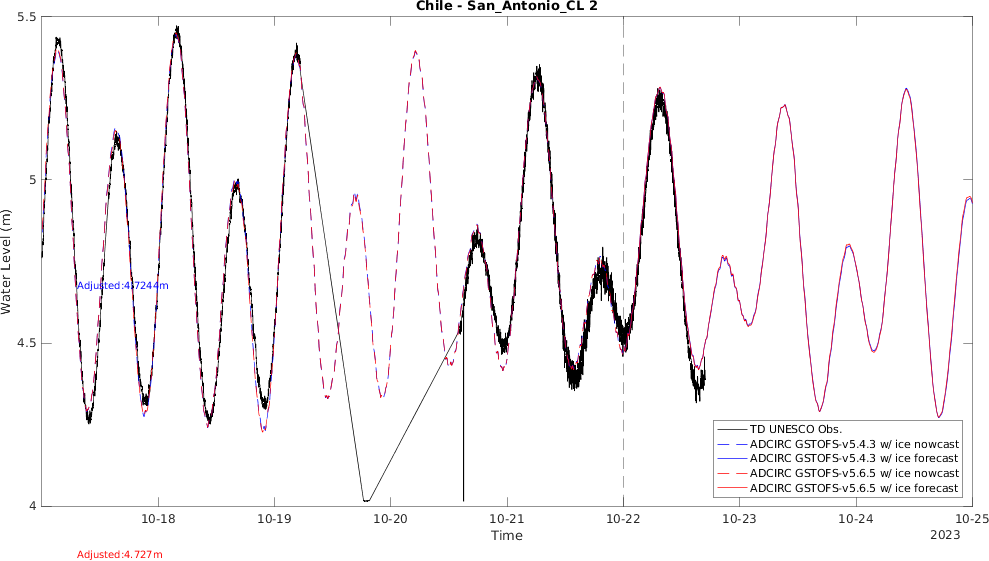 Chile - San_Antonio_CL 2
5.5
5
4.5
4
Water Level (m)
Adjusted:4.7244m
TD UNESCO Obs.
ADCIRC GSTOFS-v5.4.3 w/ ice nowcast
ADCIRC GSTOFS-v5.4.3 w/ ice forecast
ADCIRC GSTOFS-v5.6.5 w/ ice nowcast
ADCIRC GSTOFS-v5.6.5 w/ ice forecast
10-18 10-19 10-20 10-21 10-22 10-23 10-24 10-25
Time
2023
Adjusted:4.727m